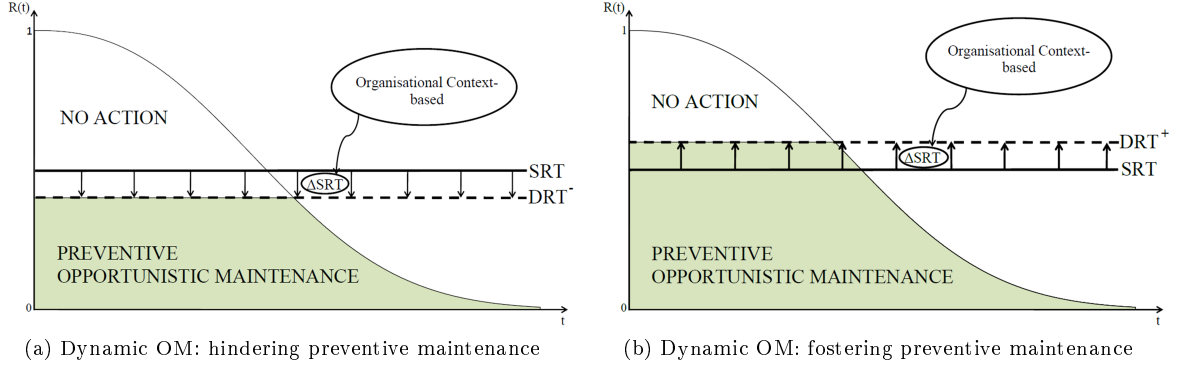 R(t)
1
Organisational Context-
based
NO ACTION
SRT
ΔSRT
DRT⁻
PREVENTIVE
OPPORTUNISTIC MAINTENANCE
0
t
(a) Dynamic OM: hindering preventive maintenance
R(t)
1
Organisational Context-
based
NO ACTION
DRT⁺
ΔSRT
SRT
PREVENTIVE
OPPORTUNISTIC MAINTENANCE
0
t
(b) Dynamic OM: fostering preventive maintenance